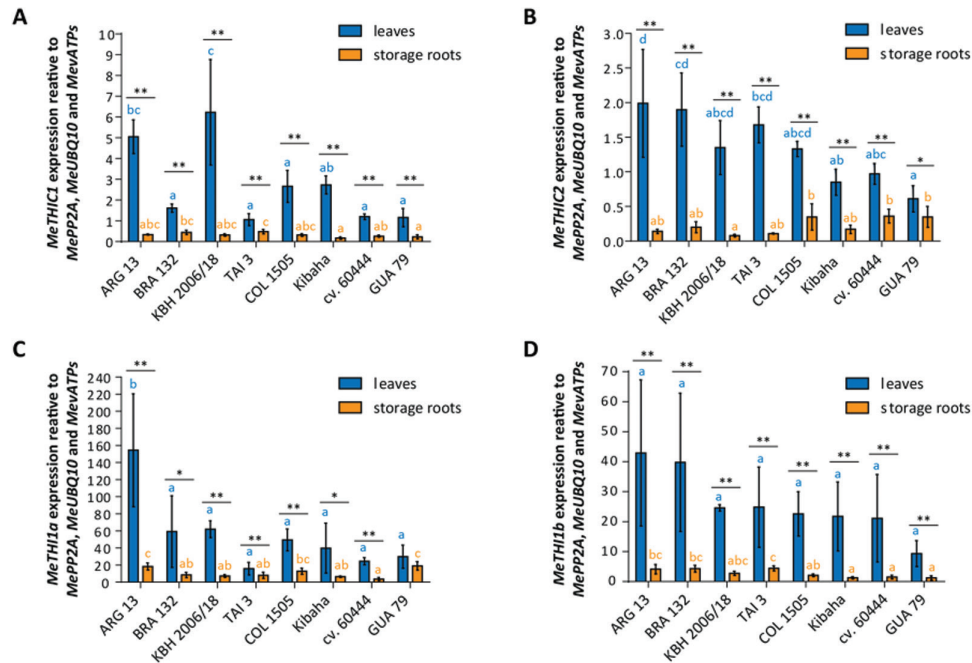 A
MeTHIC1 expression reative to
MePP2A, MeUBQ10 and MevATPs
10
9
8
7
6
5
4
3
2
1
0
leaves
storage roots
** ** ** ** ** ** ** **
bc a c a a ab a a
abc bc abc c abc a ab a
ARG 13
BRA 132
KBH 2006/18
TAI 3
COL 1505
Kibaha
cv. 60444
GUA 79
B
MeTHIC2 expression relative to
MePP2A, MeUBQ10 and MevATPs
3.0
2.5
2.0
1.5
1.0
0.5
0.0
leaves
storage roots
** ** ** ** ** ** ** *
d cd abcd bcd abcd ab abc a
ab ab a ab b ab b b
ARG 13
BRA 132
KBH 2006/18
TAI 3
COL 1505
Kibaha
cv. 60444
GUA 79
C
MeTHI1a expression relative to
MePP2A, MeUBQ10 and MevATPs
240
220
200
180
160
140
120
100
80
60
40
20
0
leaves
storage roots
** * ** ** ** * **
b a a a a a a a
c ab ab ab bc ab a c
ARG 13
BRA 132
KBH 2006/18
TAI 3
COL 1505
Kibaha
cv. 60444
GUA 79
D
MeTHI1b expression relative to
MePP2A, MeUBQ10 and MevATPs
70
60
50
40
30
20
10
0
leaves
storage roots
** ** ** ** ** ** ** **
a a a a a a a a
bc bc abc c abc a a a
ARG 13
BRA 132
KBH 2006/18
TAI 3
COL 1505
Kibaha
cv. 60444
GUA 79